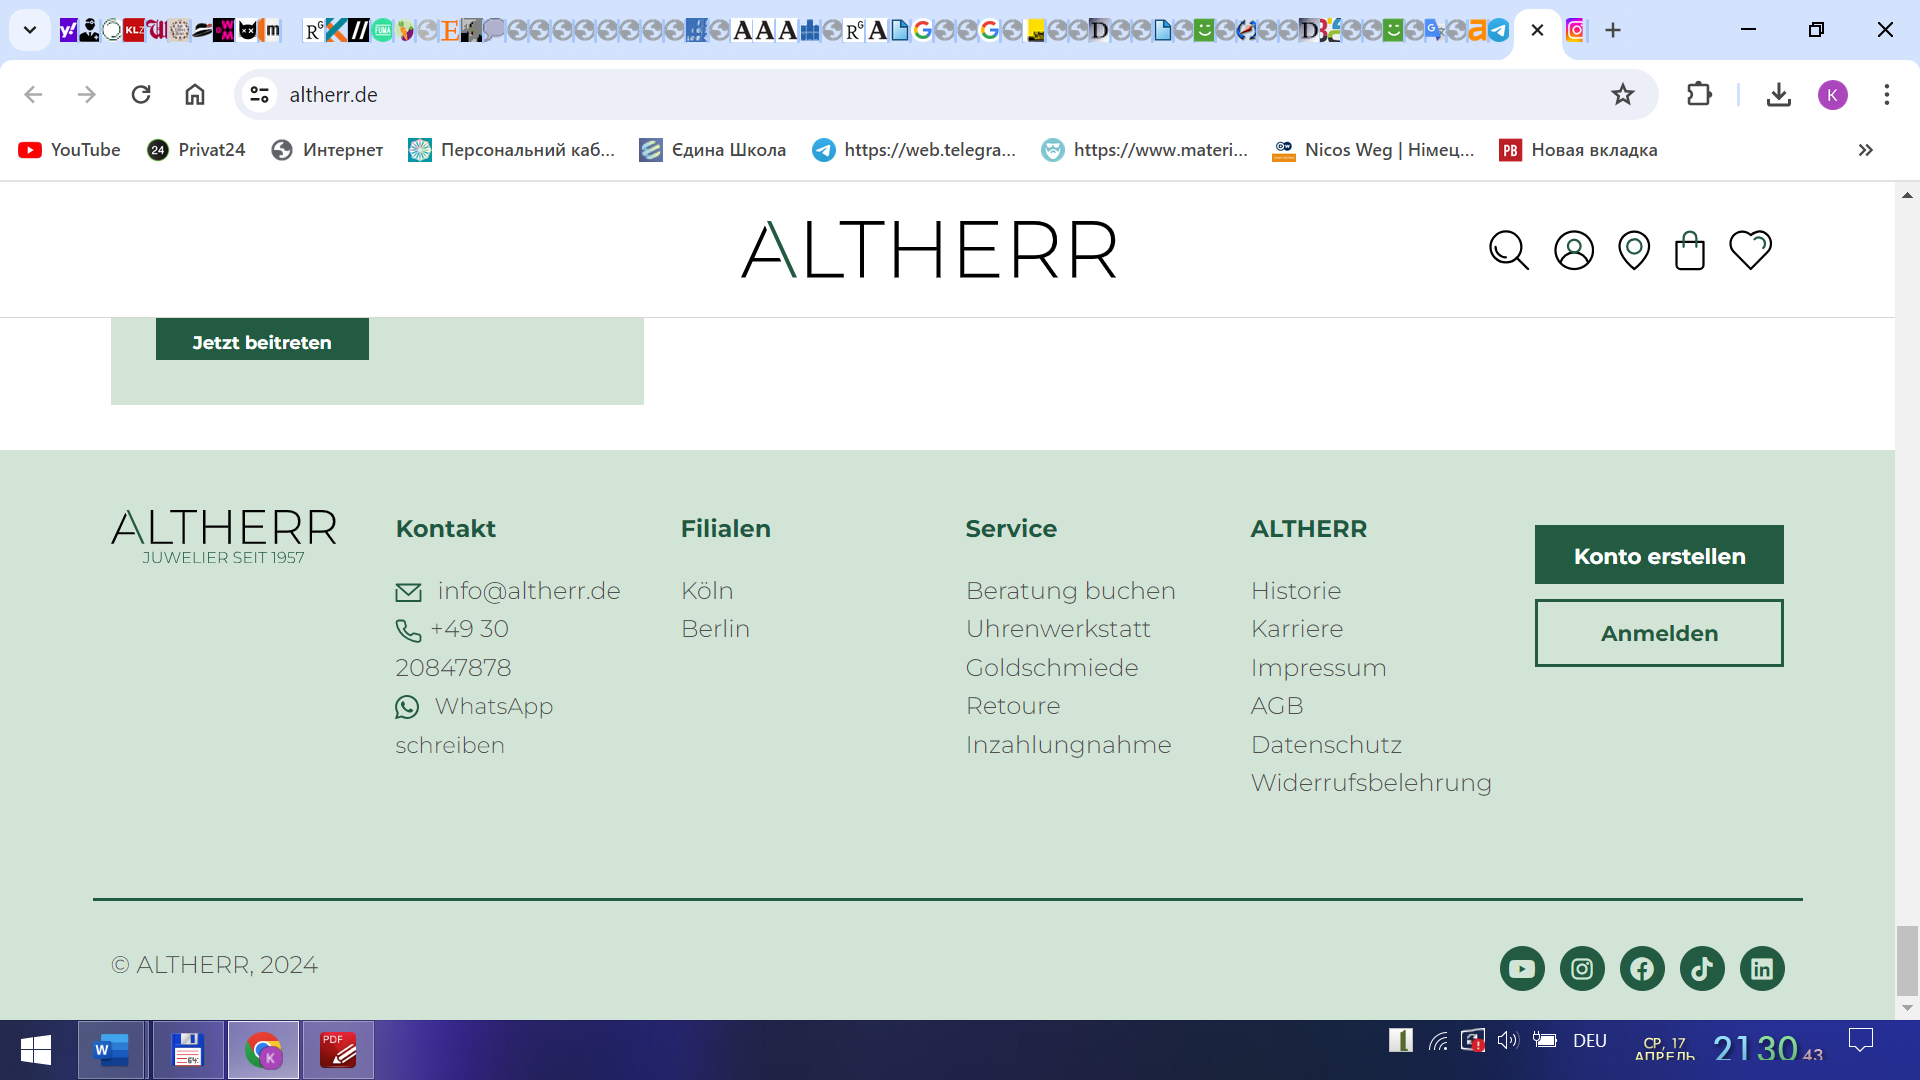 altherr.de
YouTube
Privat24
Интернет
Персональний каб...
Єдина Школа
https://web.telegra...
https://www.materi...
Nicos Weg | Німец...
Новая вкладка
ALTHERR
Jetzt beitreten
ALTHERR
JUWELIER SEIT 1957
Kontakt
info@altherr.de
+49 30
20847878
WhatsApp
schreiben
Filialen
Köln
Berlin
Service
Beratung buchen
Uhrenwerkstatt
Goldschmiede
Retoure
Inzahlungnahme
ALTHERR
Historie
Karriere
Impressum
AGB
Datenschutz
Widerrufsbelehrung
Konto erstellen
Anmelden
© ALTHERR, 2024
DEU
СР, 17
АПРЕЛЬ
21 30 43